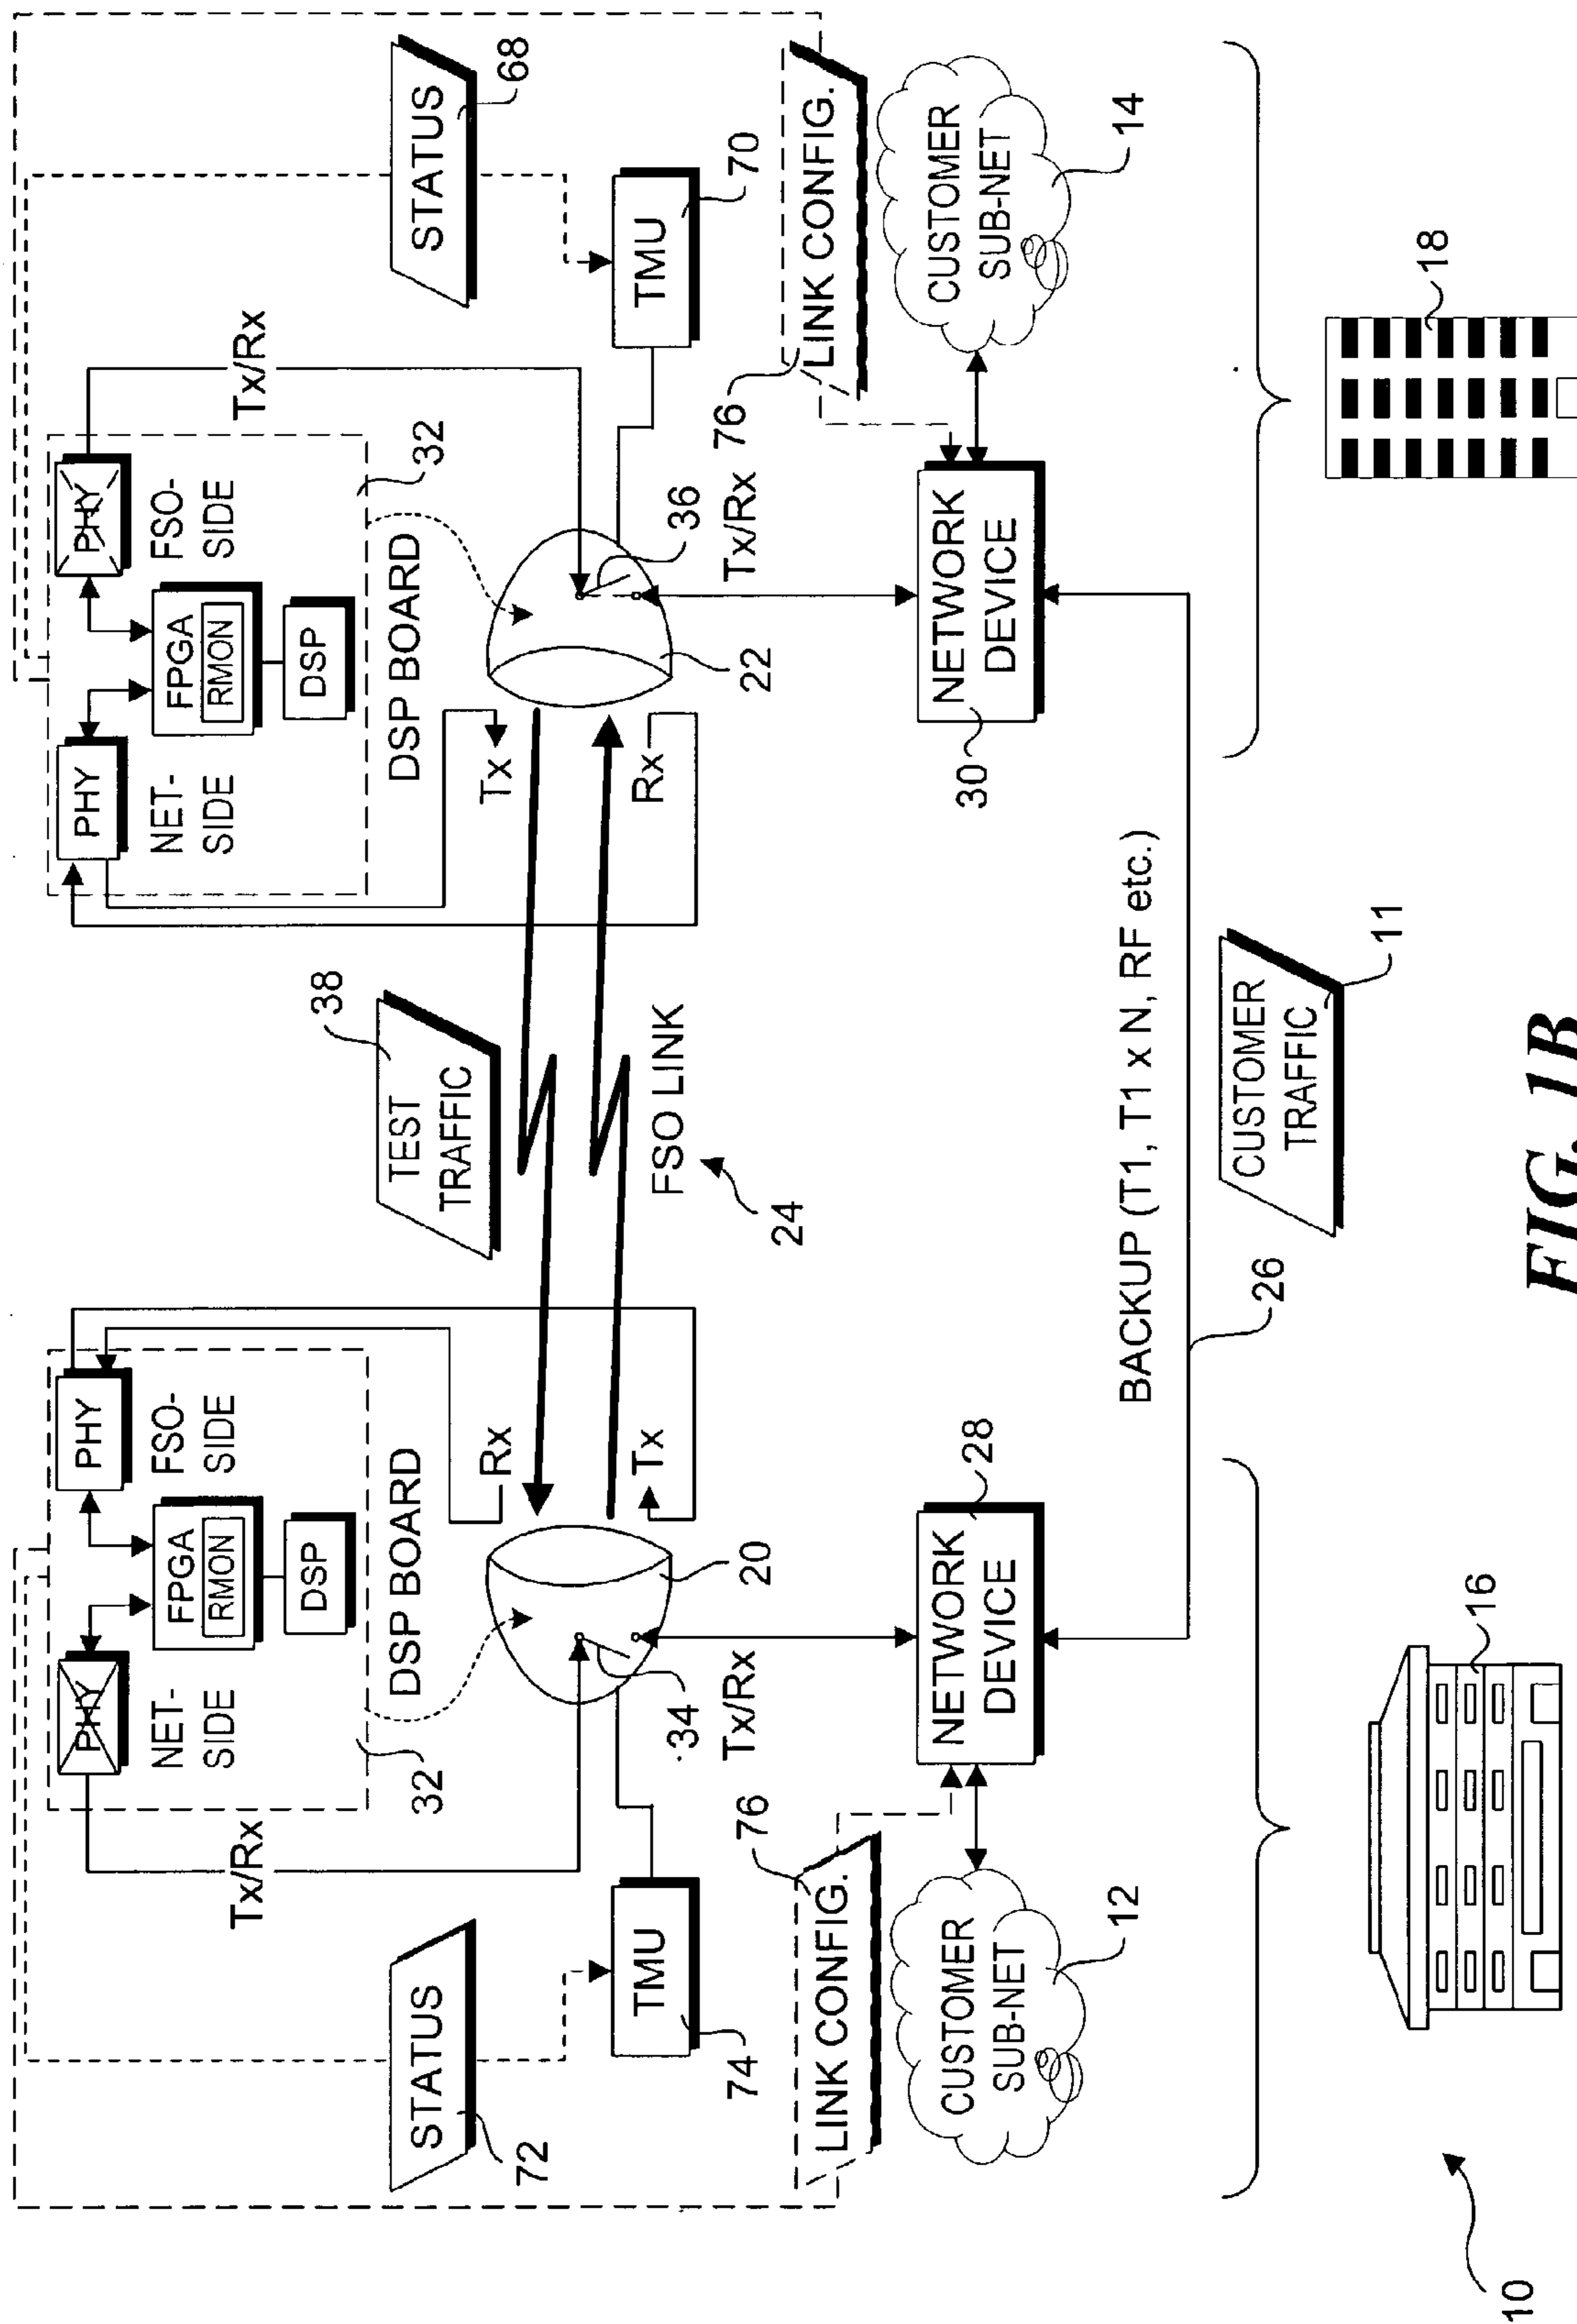 STATUS
72
Tx/Rx
PHY
NET-
SIDE
FPGA
RMON
DSP
PHY
FSO-
SIDE
32
DSP BOARD
TMU
74
34
20
Rx
Tx
Tx/Rx
LINK CONFIG.
76
CUSTOMER
SUB-NET
12
NETWORK
DEVICE
28
16
10
TEST
TRAFFIC
38
FSO LINK
24
BACKUP (T1, T1 x N, RF etc.)
26
CUSTOMER
TRAFFIC
11
PHY
NET-
SIDE
FPGA
RMON
DSP
PHY
FSO-
SIDE
32
DSP BOARD
Tx/Rx
STATUS
68
Tx
Rx
22
36
TMU
70
Tx/Rx
76
LINK CONFIG.
NETWORK
DEVICE
30
CUSTOMER
SUB-NET
14
18
FIG. 1B